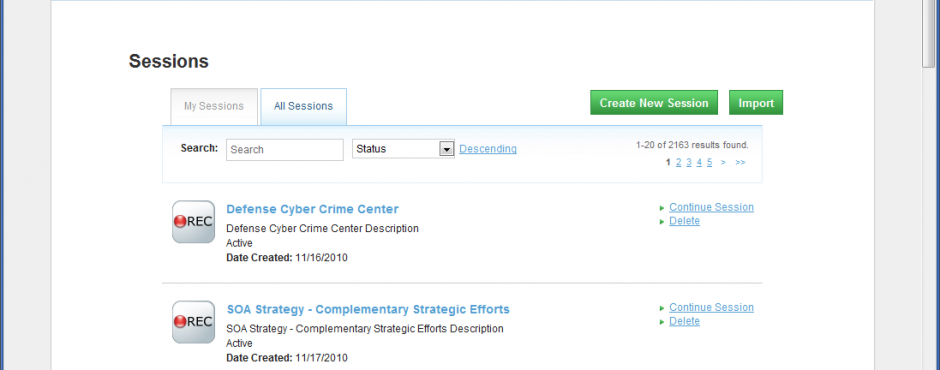 Sessions
My Sessions
All Sessions
Create New Session
Import
Search:
Search
Status
Descending
1-20 of 2163 results found.
1 2 3 4 5 > >>
REC
Defense Cyber Crime Center
Defense Cyber Crime Center Description
Active
Date Created: 11/16/2010
Continue Session
Delete
REC
SOA Strategy - Complementary Strategic Efforts
SOA Strategy - Complementary Strategic Efforts Description
Active
Date Created: 11/17/2010
Continue Session
Delete